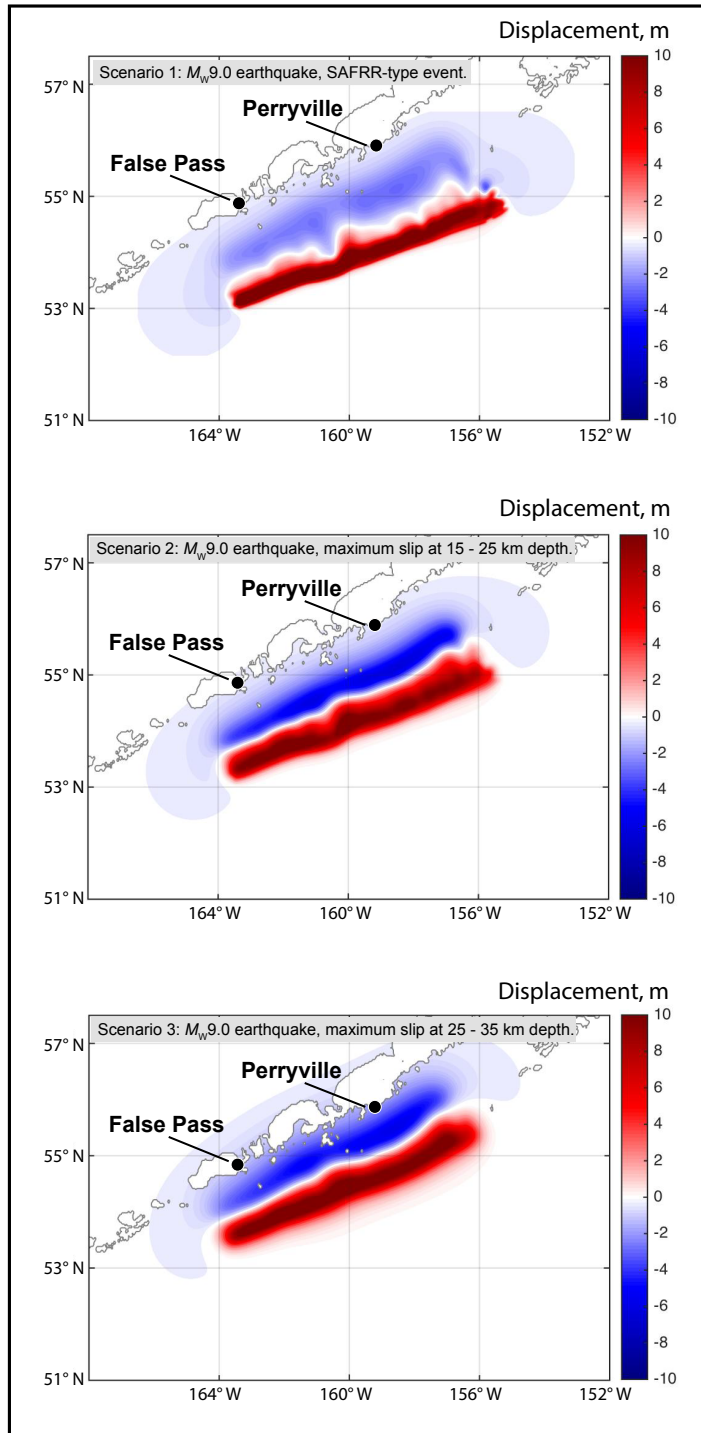 Displacement, m
Scenario 1: Mw9.0 earthquake, SAFRR-type event.
Perryville
False Pass
57° N
55° N
53° N
51° N
164° W
160° W
156° W
152° W
10
8
6
4
2
0
-2
-4
-6
-8
-10
Displacement, m
Scenario 2: Mw9.0 earthquake, maximum slip at 15 - 25 km depth.
Perryville
False Pass
57° N
55° N
53° N
51° N
164° W
160° W
156° W
152° W
10
8
6
4
2
0
-2
-4
-6
-8
-10
Displacement, m
Scenario 3: Mw9.0 earthquake, maximum slip at 25 - 35 km depth.
Perryville
False Pass
57° N
55° N
53° N
51° N
164° W
160° W
156° W
152° W
10
8
6
4
2
0
-2
-4
-6
-8
-10